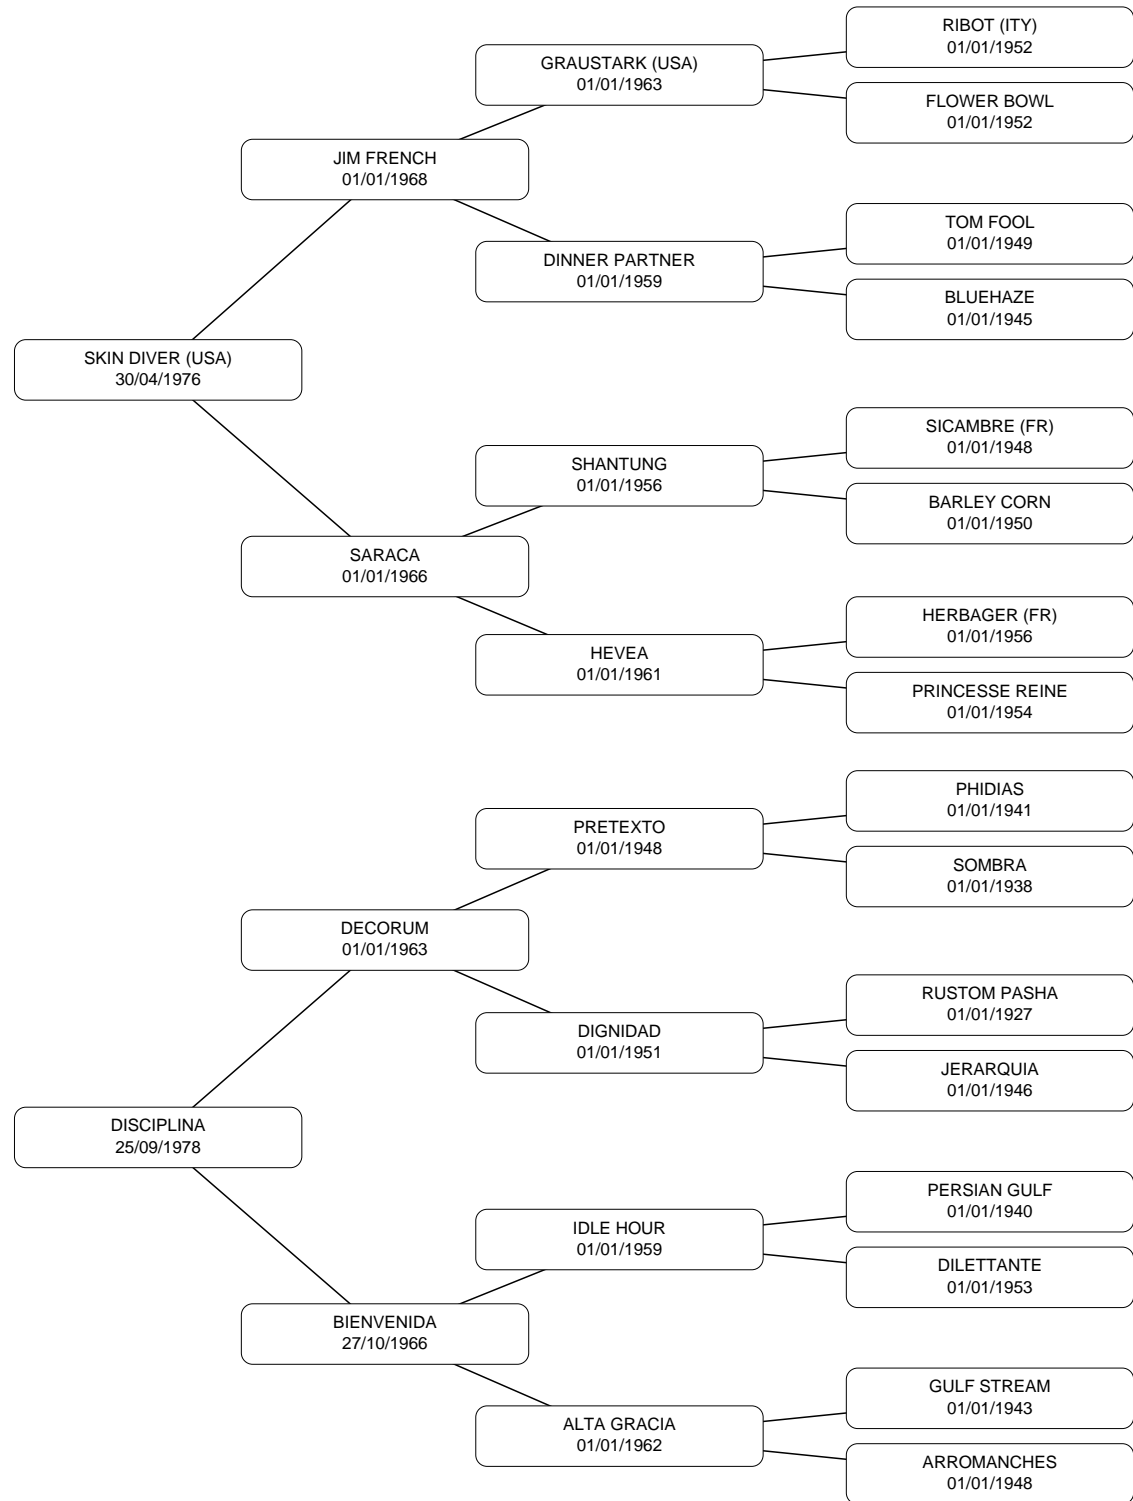 RIBOT (ITY)
01/01/1952
GRAUSTARK (USA)
01/01/1963
FLOWER BOWL
01/01/1952
JIM FRENCH
01/01/1968
TOM FOOL
01/01/1949
DINNER PARTNER
01/01/1959
BLUEHAZE
01/01/1945
SKIN DIVER (USA)
30/04/1976
SICAMBRE (FR)
01/01/1948
SHANTUNG
01/01/1956
BARLEY CORN
01/01/1950
SARACA
01/01/1966
HERBAGER (FR)
01/01/1956
HEVEA
01/01/1961
PRINCESSE REINE
01/01/1954
PHIDIAS
01/01/1941
PRETEXTO
01/01/1948
SOMBRA
01/01/1938
DECORUM
01/01/1963
RUSTOM PASHA
01/01/1927
DIGNIDAD
01/01/1951
JERARQUIA
01/01/1946
DISCIPLINA
25/09/1978
PERSIAN GULF
01/01/1940
IDLE HOUR
01/01/1959
DILETTANTE
01/01/1953
BIENVENIDA
27/10/1966
GULF STREAM
01/01/1943
ALTA GRACIA
01/01/1962
ARROMANCHES
01/01/1948